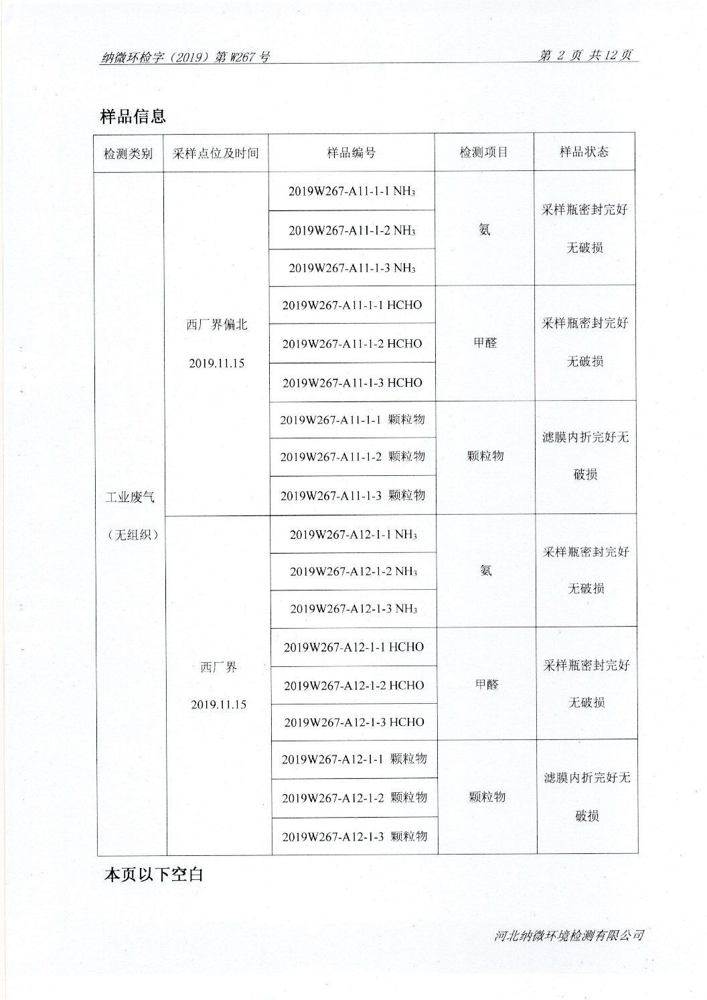 纳微环检字（2019）第W267号
第 2 页 共12页
样品信息
检测类别 采样点位及时间 样品编号 检测项目 样品状态
工业废气
（无组织）
西厂界偏北
2019.11.15
2019W267-A11-1-1 NH₃
2019W267-A11-1-2 NH₃
2019W267-A11-1-3 NH₃
氨
采样瓶密封完好
无破损
2019W267-A11-1-1 HCHO
2019W267-A11-1-2 HCHO
2019W267-A11-1-3 HCHO
甲醛
采样瓶密封完好
无破损
2019W267-A11-1-1 颗粒物
2019W267-A11-1-2 颗粒物
2019W267-A11-1-3 颗粒物
颗粒物
滤膜内折完好无
破损
西厂界
2019.11.15
2019W267-A12-1-1 NH₃
2019W267-A12-1-2 NH₃
2019W267-A12-1-3 NH₃
氨
采样瓶密封完好
无破损
2019W267-A12-1-1 HCHO
2019W267-A12-1-2 HCHO
2019W267-A12-1-3 HCHO
甲醛
采样瓶密封完好
无破损
2019W267-A12-1-1 颗粒物
2019W267-A12-1-2 颗粒物
2019W267-A12-1-3 颗粒物
颗粒物
滤膜内折完好无
破损
本页以下空白
河北纳微环境检测有限公司